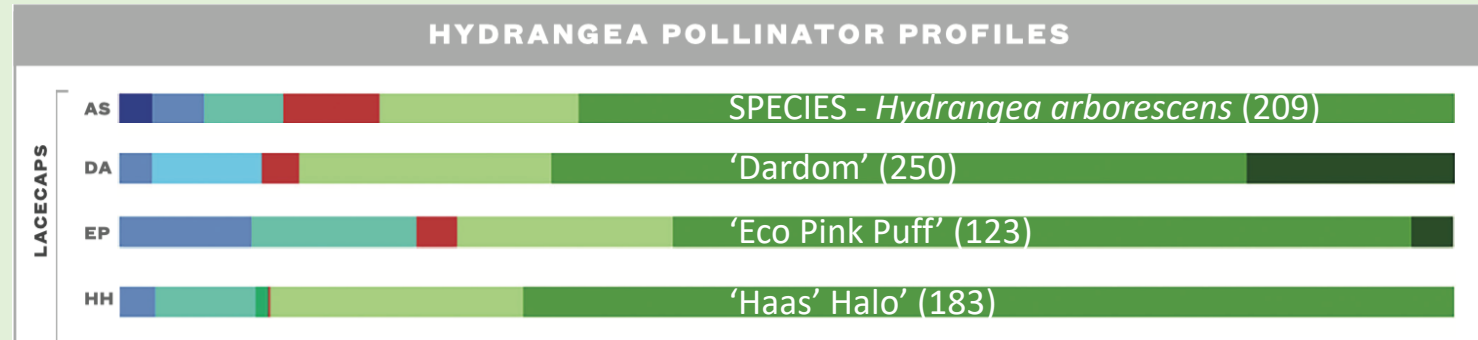 HYDRANGEA POLLINATOR PROFILES
LACECAPS
AS SPECIES - Hydrangea arborescens (209)
DA ‘Dardom’ (250)
EP ‘Eco Pink Puff’ (123)
HH ‘Haas’ Halo’ (183)